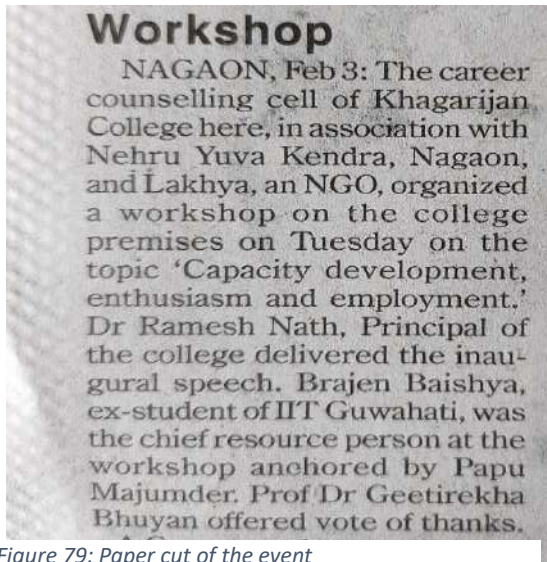 Workshop
NAGAON, Feb 3: The career
counselling cell of Khagarijan
College here, in association with
Nehru Yuva Kendra, Nagaon,
and Lakhya, an NGO, organized
a workshop on the college
premises on Tuesday on the
topic ‘Capacity development,
enthusiasm and employment.’
Dr Ramesh Nath, Principal of
the college delivered the inau-
gural speech. Brajen Baishya,
ex-student of IIT Guwahati, was
the chief resource person at the
workshop anchored by Papu
Majumder. Prof Dr Geetirekha
Bhuyan offered vote of thanks.
Figure 79: Paper cut of the event